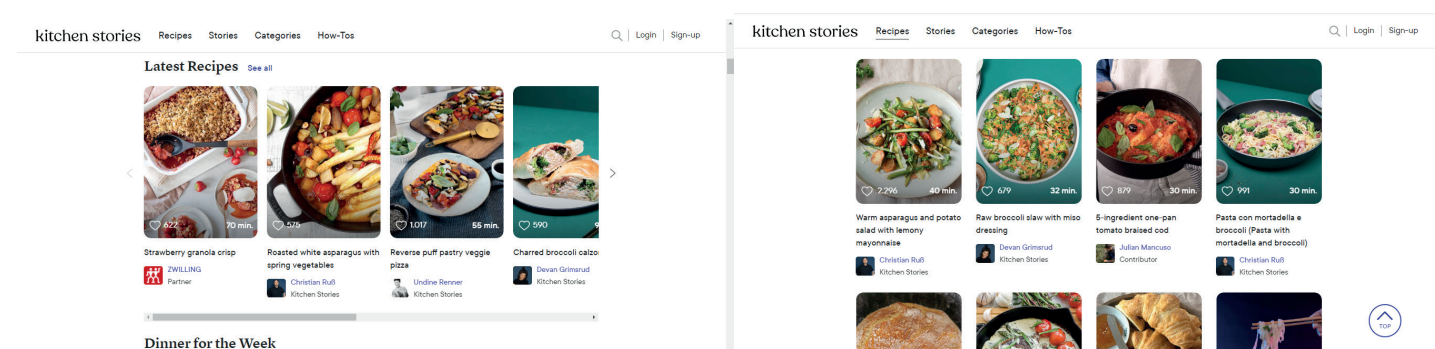 kitchen stories Recipes Stories Categories How-Tos Login Sign-up
Latest Recipes See all
622 70 min.
575
1.017 55 min.
590 9
Strawberry granola crisp
ZWILLING
Partner
Roasted white asparagus with
spring vegetables
Christian Ruß
Kitchen Stories
Reverse puff pastry veggie
pizza
Undine Renner
Kitchen Stories
Charred broccoli calzo
Devan Grimsrud
Kitchen Stories
Dinner for the Week
kitchen stories Recipes Stories Categories How-Tos Login Sign-up
2.296 40 min.
679 32 min.
879 30 min.
991 30 min.
Warm asparagus and potato
salad with lemony
mayonnaise
Christian Ruß
Kitchen Stories
Raw broccoli slaw with miso
dressing
Devan Grimsrud
Kitchen Stories
5-ingredient one-pan
tomato braised cod
Julian Mancuso
Contributor
Pasta con mortadella e
broccoli (Pasta with
mortadella and broccoli)
Christian Ruß
Kitchen Stories
TOP